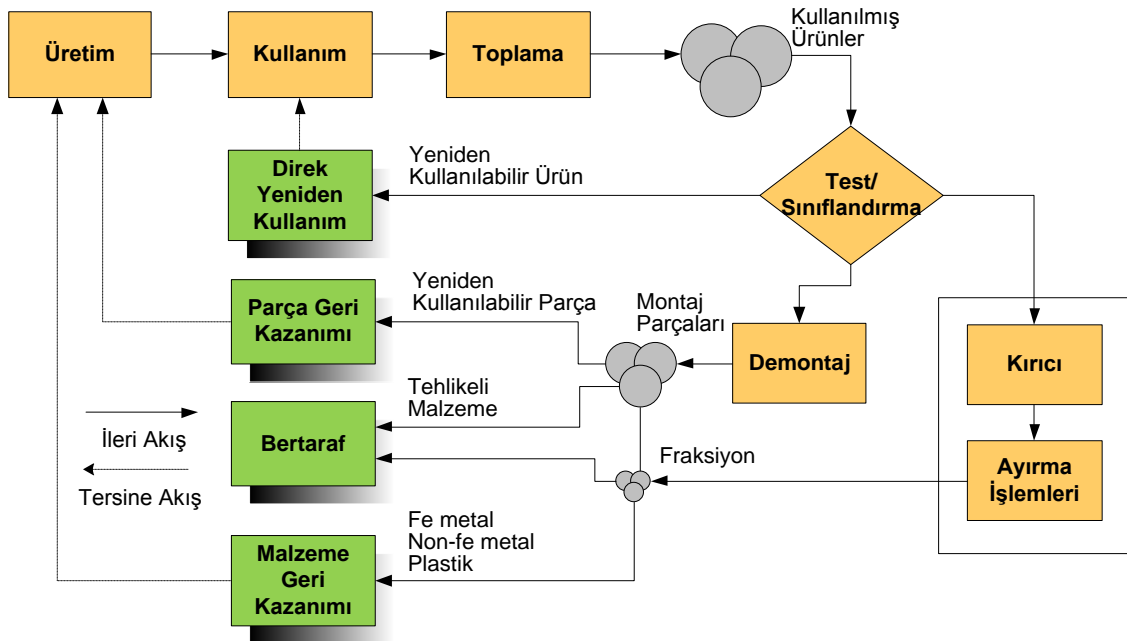 Üretim
Kullanım
Toplama
Kullanılmış
Ürünler
Direk
Yeniden
Kullanım
Yeniden
Kullanılabilir Ürün
Test/
Sınıflandırma
Parça Geri
Kazanımı
Yeniden
Kullanılabilir Parça
Montaj
Parçaları
Demontaj
Kırıcı
İleri Akış
Tersine Akış
Bertaraf
Tehlikeli
Malzeme
Fraksiyon
Ayırma
İşlemleri
Malzeme
Geri
Kazanımı
Fe metal
Non-fe metal
Plastik